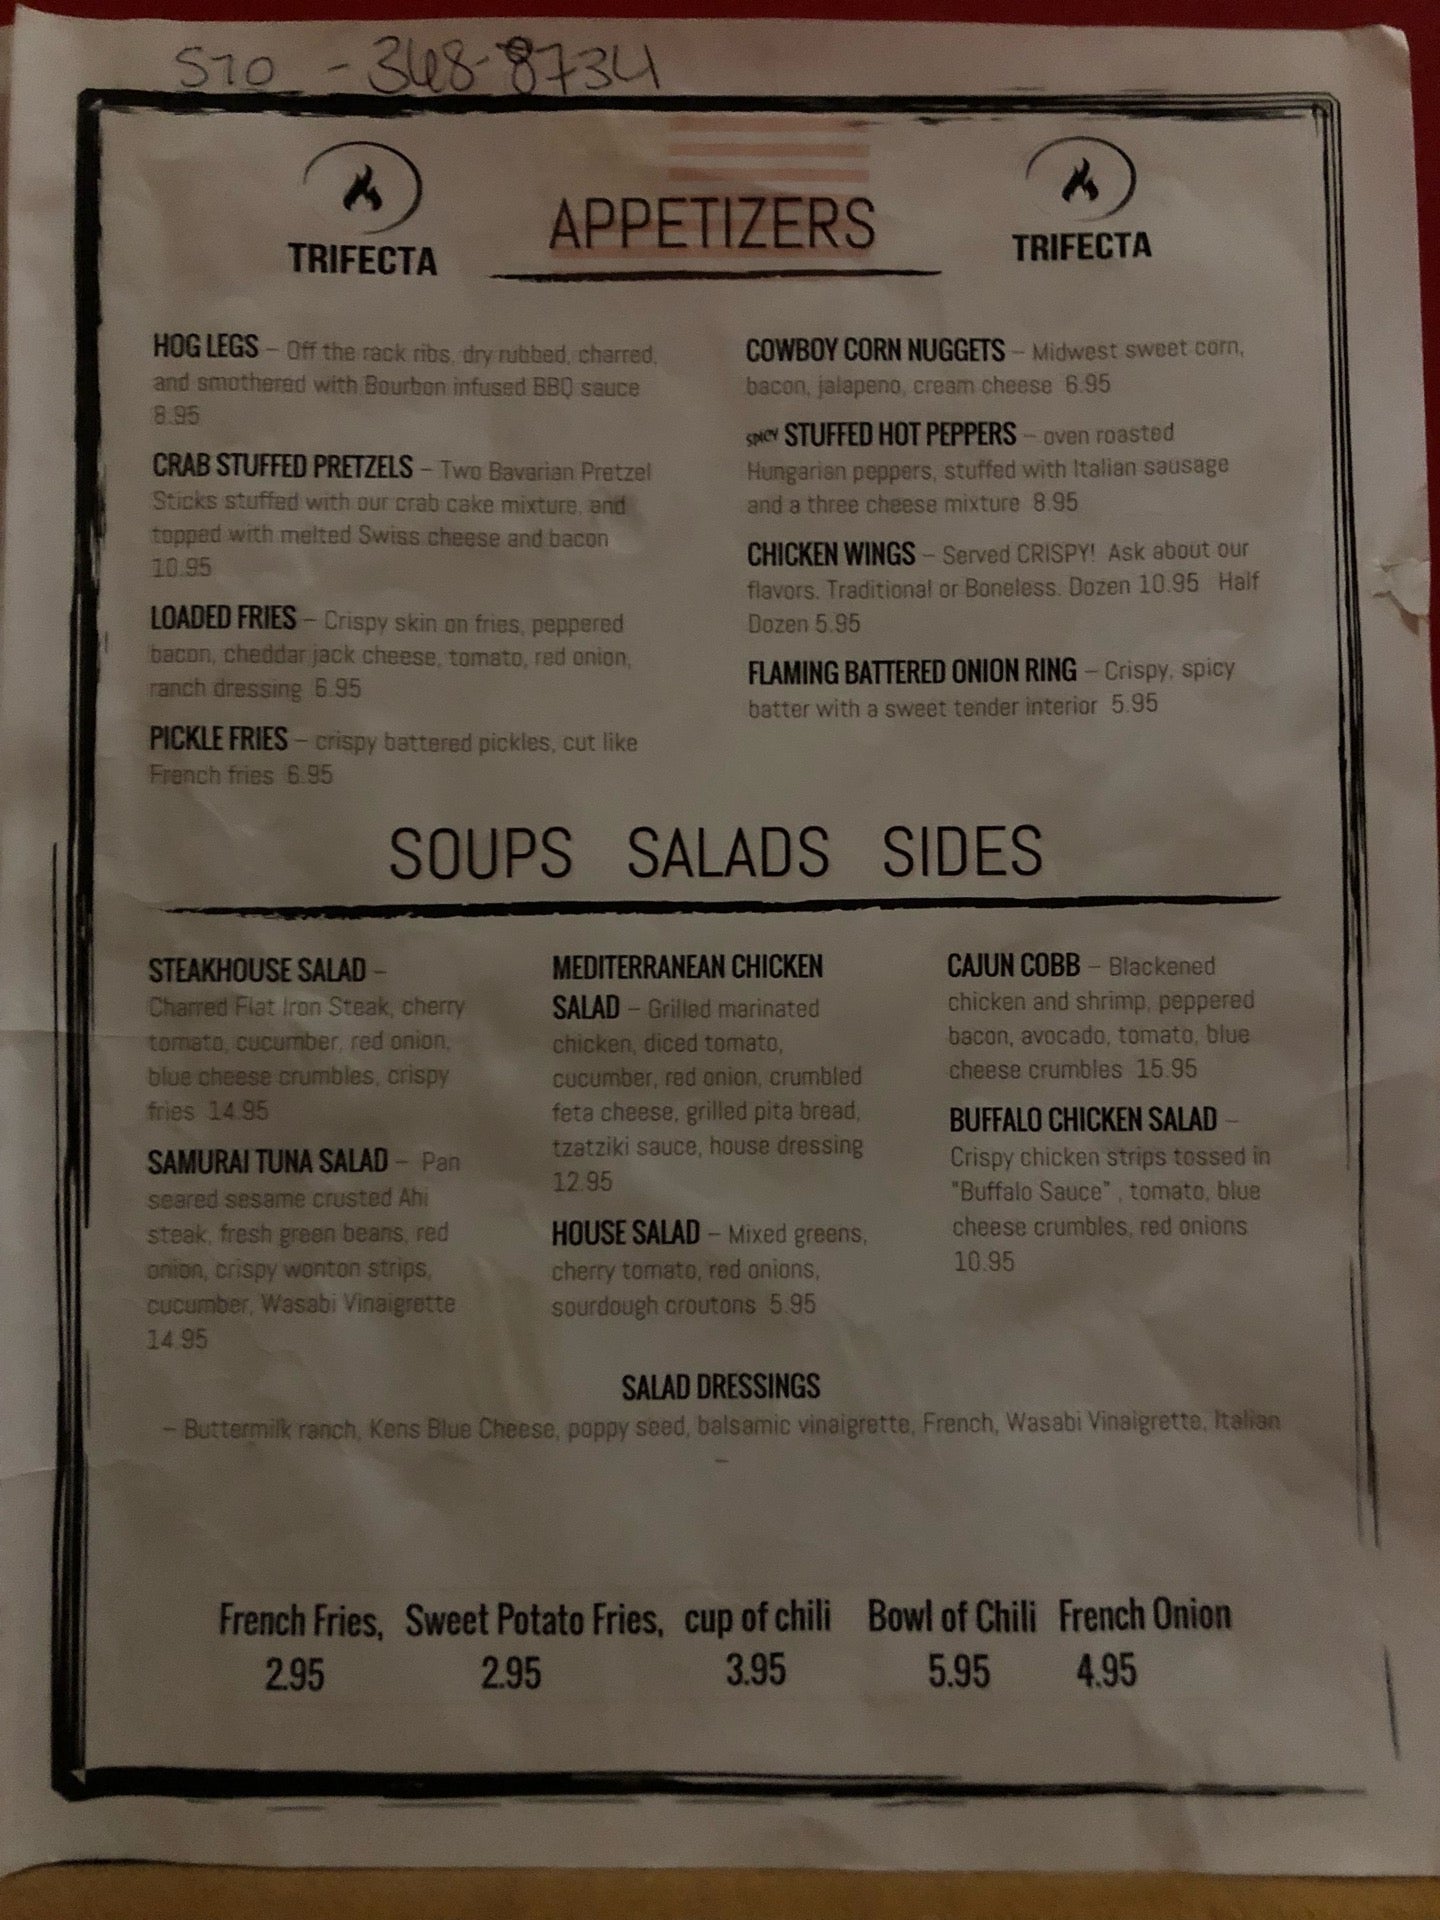 570 - 368-8734
TRIFECTA
APPETIZERS
TRIFECTA
HOG LEGS – Off the rack ribs, dry rubbed, charred,
and smothered with Bourbon infused BBQ sauce
8.95
CRAB STUFFED PRETZELS – Two Bavarian Pretzel
Sticks stuffed with our crab cake mixture, and
topped with melted Swiss cheese and bacon
10.95
LOADED FRIES – Crispy skin on fries, peppered
bacon, cheddar jack cheese, tomato, red onion,
ranch dressing 6.95
PICKLE FRIES – crispy battered pickles, cut like
French fries 6.95
COWBOY CORN NUGGETS – Midwest sweet corn,
bacon, jalapeno, cream cheese 6.95
SPICY STUFFED HOT PEPPERS – oven roasted
Hungarian peppers, stuffed with Italian sausage
and a three cheese mixture 8.95
CHICKEN WINGS – Served CRISPY! Ask about our
flavors. Traditional or Boneless. Dozen 10.95 Half
Dozen 5.95
FLAMING BATTERED ONION RING – Crispy, spicy
batter with a sweet tender interior 5.95
SOUPS SALADS SIDES
STEAKHOUSE SALAD –
Charred Flat Iron Steak, cherry
tomato, cucumber, red onion,
blue cheese crumbles, crispy
fries 14.95
SAMURAI TUNA SALAD – Pan
seared sesame crusted Ahi
steak, fresh green beans, red
onion, crispy wonton strips,
cucumber, Wasabi Vinaigrette
14.95
MEDITERRANEAN CHICKEN
SALAD – Grilled marinated
chicken, diced tomato,
cucumber, red onion, crumbled
feta cheese, grilled pita bread,
tzatziki sauce, house dressing
12.95
HOUSE SALAD – Mixed greens,
cherry tomato, red onions,
sourdough croutons 5.95
CAJUN COBB – Blackened
chicken and shrimp, peppered
bacon, avocado, tomato, blue
cheese crumbles 15.95
BUFFALO CHICKEN SALAD –
Crispy chicken strips tossed in
"Buffalo Sauce" , tomato, blue
cheese crumbles, red onions
10.95
SALAD DRESSINGS
– Buttermilk ranch, Kens Blue Cheese, poppy seed, balsamic vinaigrette, French, Wasabi Vinaigrette, Italian
–
French Fries, Sweet Potato Fries, cup of chili Bowl of Chili French Onion
2.95 2.95 3.95 5.95 4.95